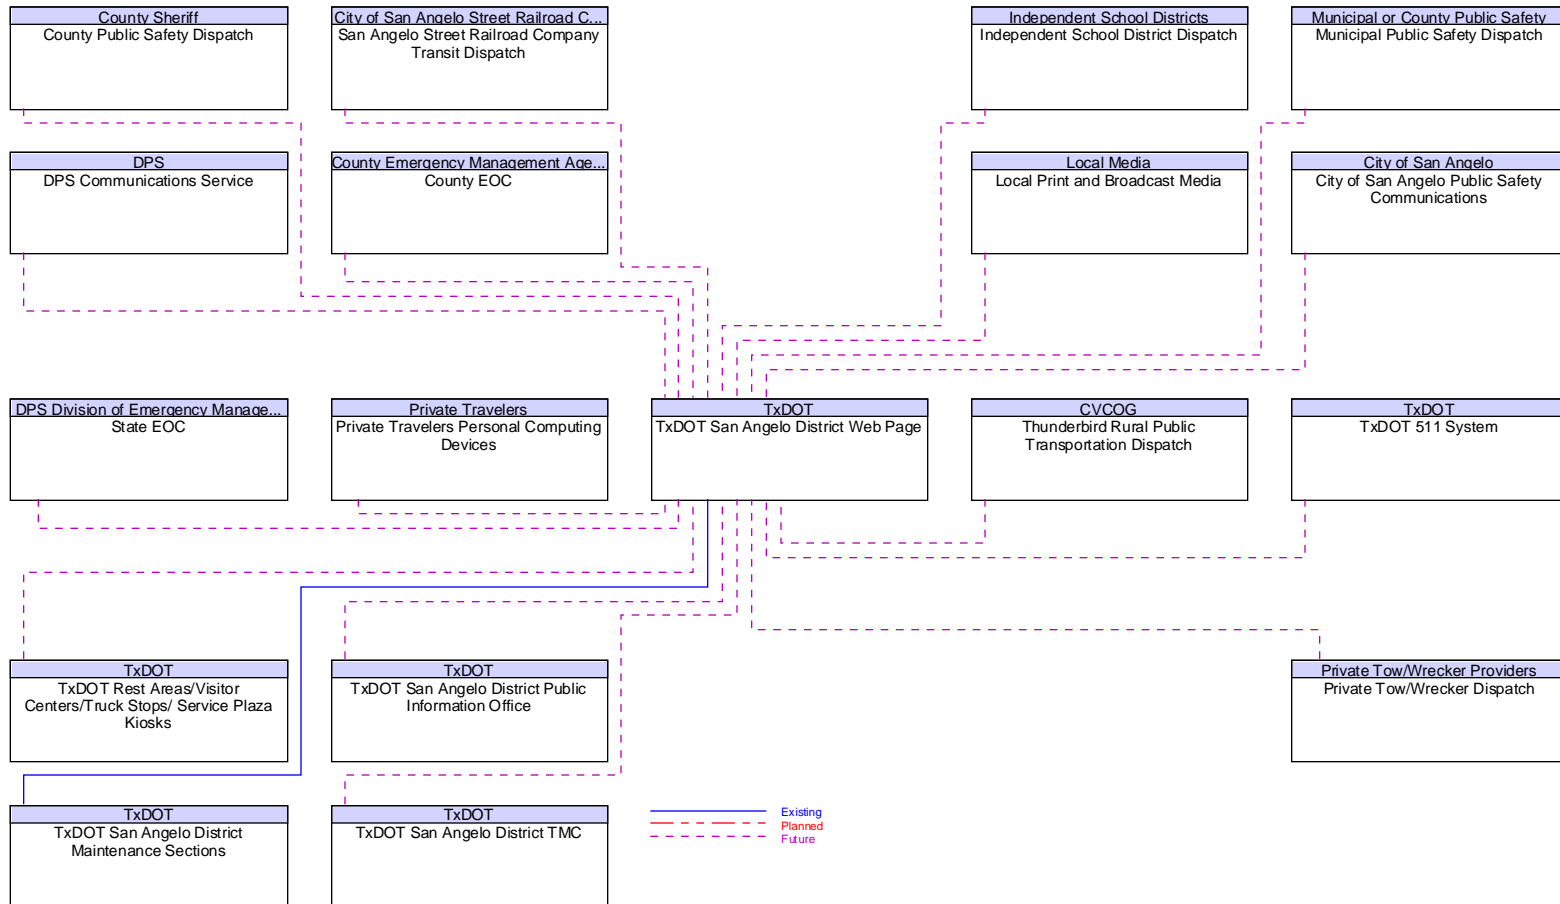 County Sheriff
County Public Safety Dispatch
City of San Angelo Street Railroad C...
San Angelo Street Railroad Company
Transit Dispatch
Independent School Districts
Independent School District Dispatch
Municipal or County Public Safety
Municipal Public Safety Dispatch
DPS
DPS Communications Service
County Emergency Management Age...
County EOC
Local Media
Local Print and Broadcast Media
City of San Angelo
City of San Angelo Public Safety
Communications
DPS Division of Emergency Manage...
State EOC
Private Travelers
Private Travelers Personal Computing
Devices
TxDOT
TxDOT San Angelo District Web Page
CVCOG
Thunderbird Rural Public
Transportation Dispatch
TxDOT
TxDOT 511 System
TxDOT
TxDOT Rest Areas/Visitor
Centers/Truck Stops/ Service Plaza
Kiosks
TxDOT
TxDOT San Angelo District Public
Information Office
Private Tow/Wrecker Providers
Private Tow/Wrecker Dispatch
TxDOT
TxDOT San Angelo District
Maintenance Sections
TxDOT
TxDOT San Angelo District TMC
Existing
Planned
Future